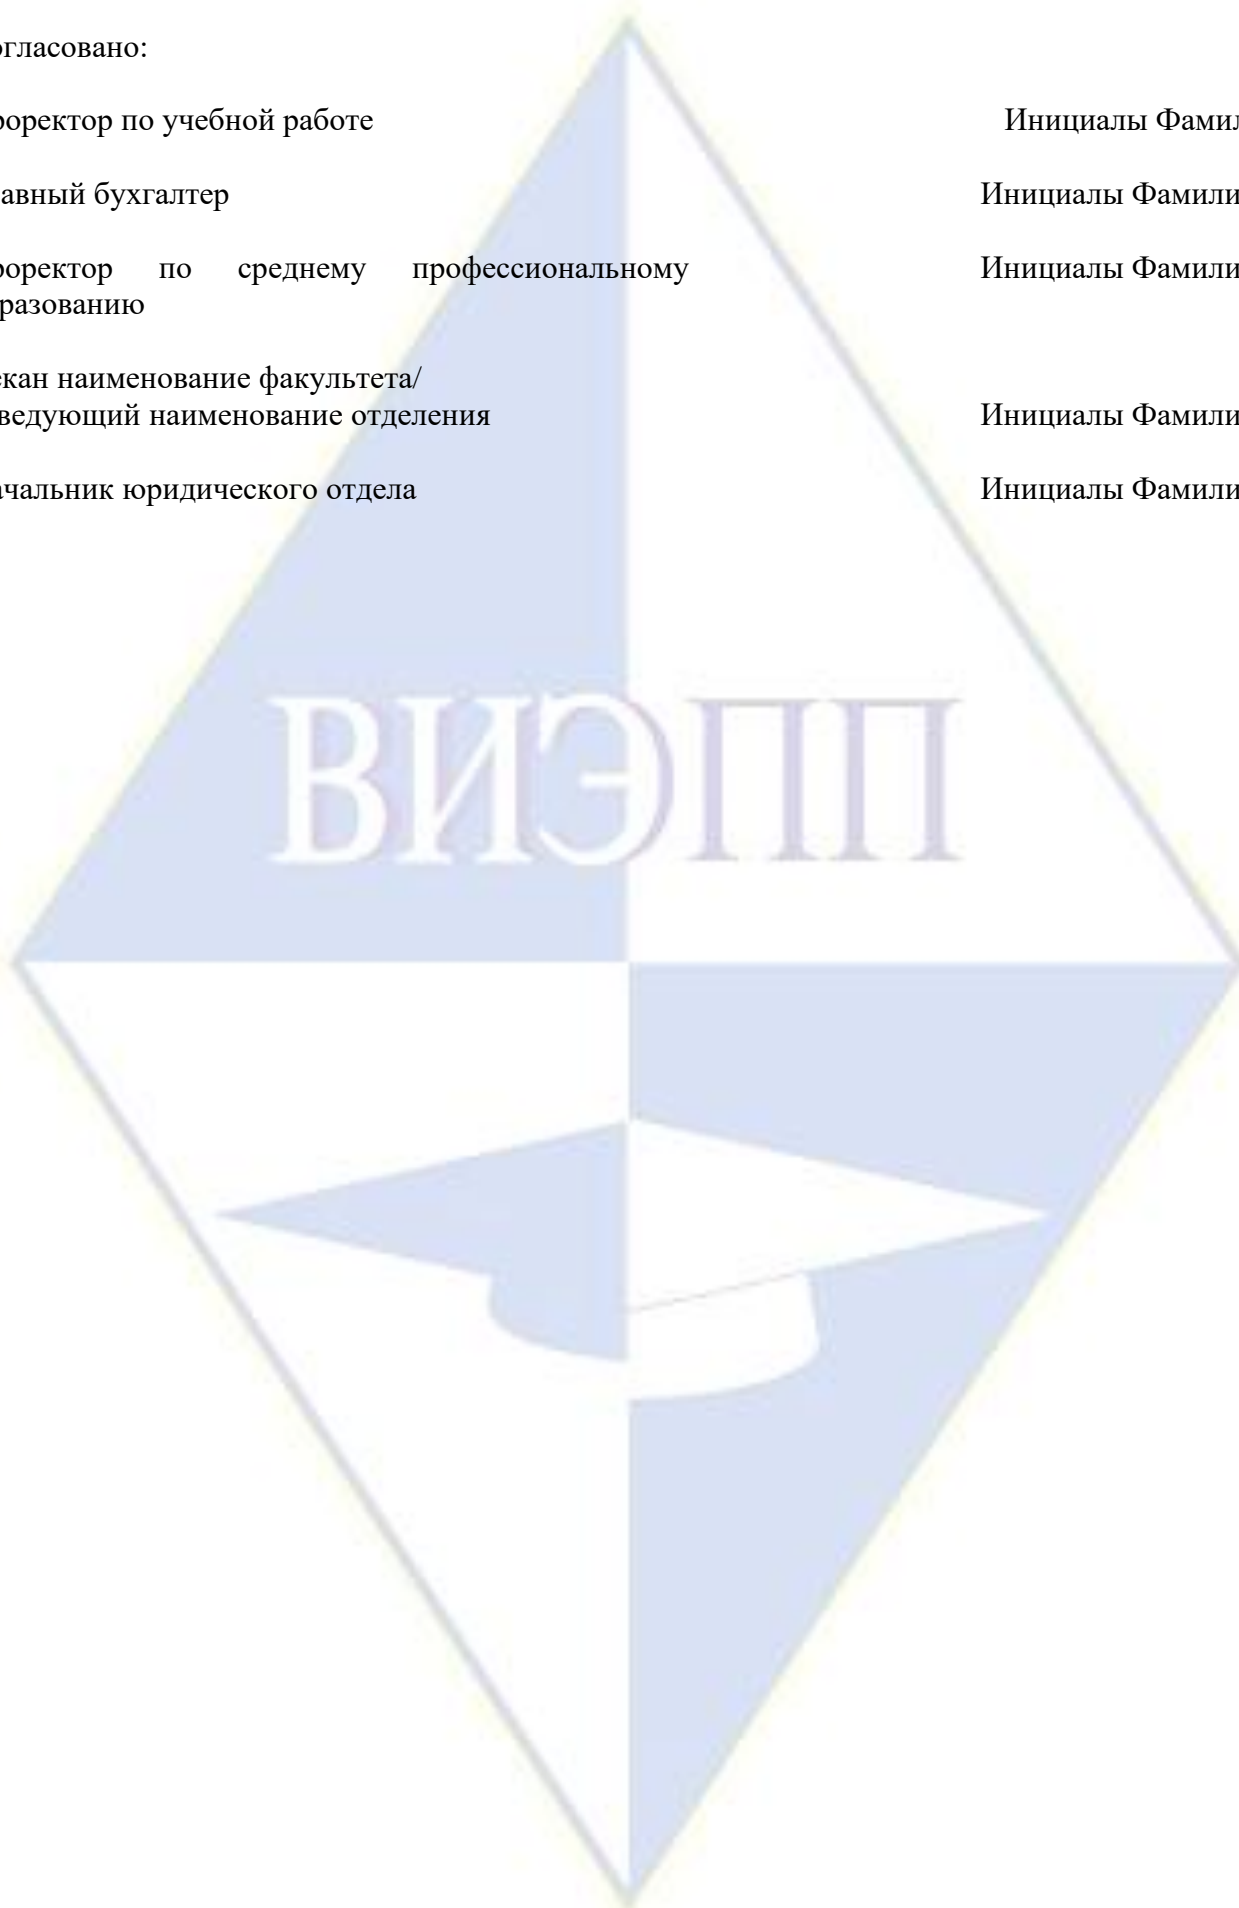 огласовано:
роректор по учебной работе Инициалы Фамил
авный бухгалтер Инициалы Фамили
роректор по среднему профессиональному Инициалы Фамили
разованию
екан наименование факультета/
ведующий наименование отделения Инициалы Фамили
ачальник юридического отдела Инициалы Фамили
ВИЭПП